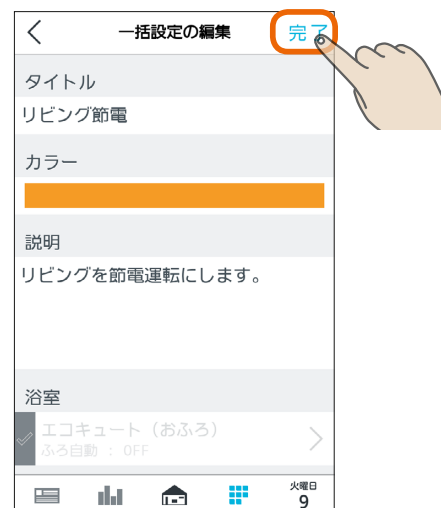 一括設定の編集 完了
タイトル
リビング節電
カラー
説明
リビングを節電運転にします。
浴室
エコキュート（おふろ）
ふろ自動 : OFF
火曜日
9